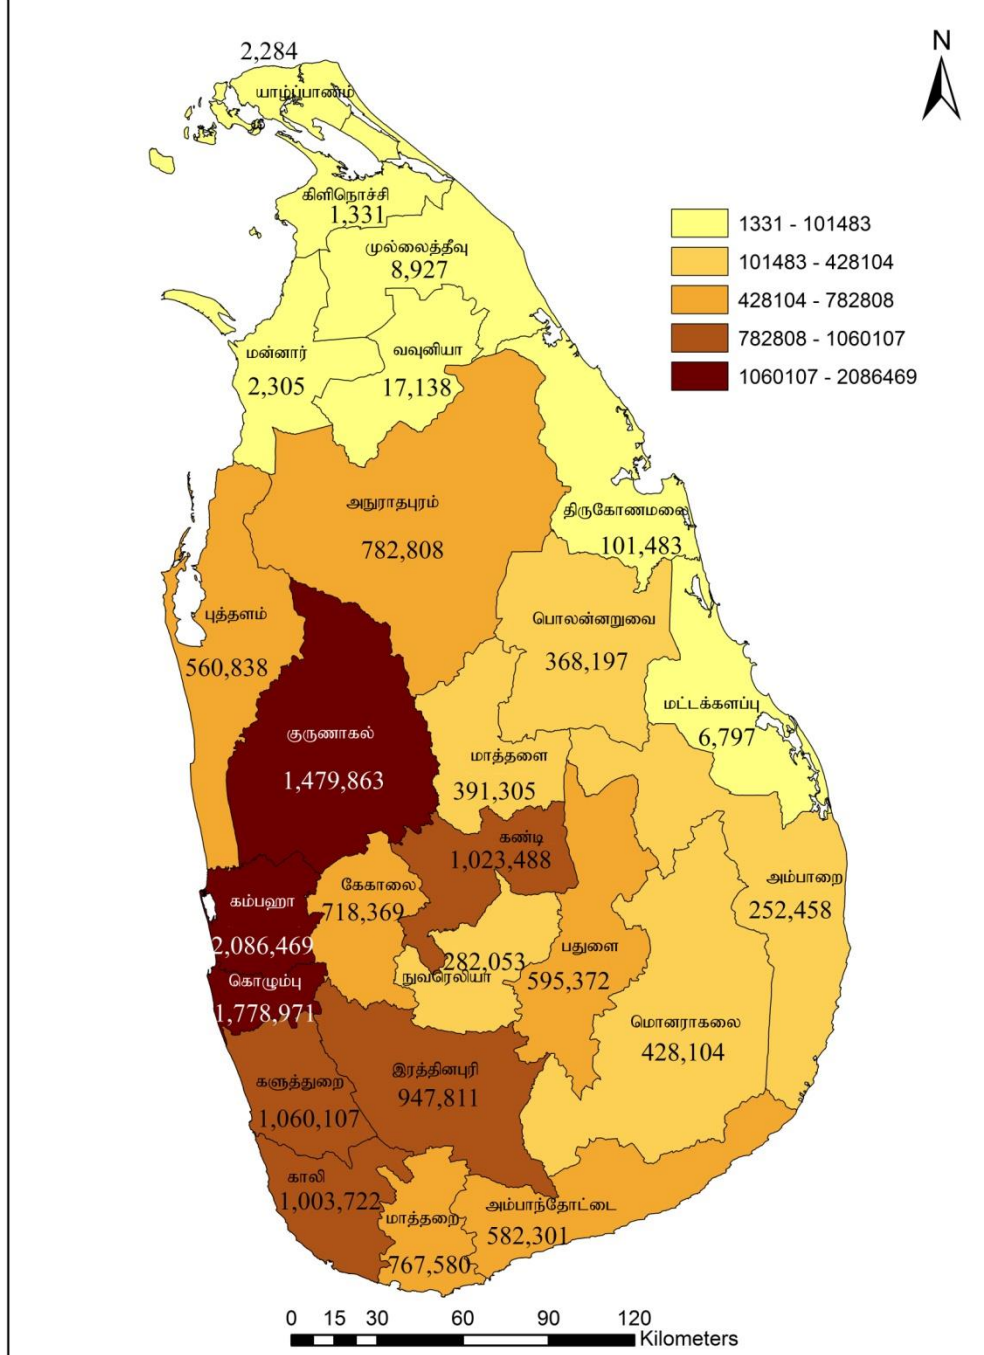 2,284
N
யாழ்ப்பாணம்
கிளிநொச்சி
1,331
முல்லைத்தீவு
8,927
1331 - 101483
101483 - 428104
428104 - 782808
782808 - 1060107
1060107 - 2086469
மன்னார்
2,305
வவுனியா
17,138
அநுராதபுரம்
782,808
திருகோணமலை
101,483
புத்தளம்
560,838
பொலன்னறுவை
368,197
மட்டக்களப்பு
6,797
குருணாகல்
1,479,863
மாத்தளை
391,305
கண்டி
1,023,488
கேகாலை
718,369
அம்பாறை
252,458
கம்பஹா
2,086,469
282,053
நுவரெலியா
பதுளை
595,372
கொழும்பு
1,778,971
மொனராகலை
428,104
களுத்துறை
1,060,107
இரத்தினபுரி
947,811
காலி
1,003,722
மாத்தறை
767,580
அம்பாந்தோட்டை
582,301
0 15 30 60 90 120
Kilometers